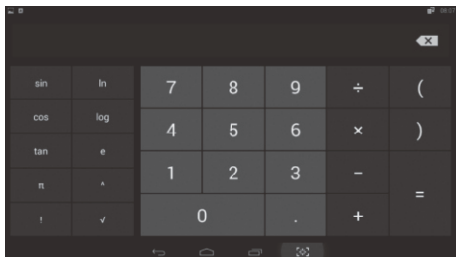 sin ln 7 8 9 ÷ (
cos log 4 5 6 × )
tan e 1 2 3 −
π ^ =
! √ 0 . +